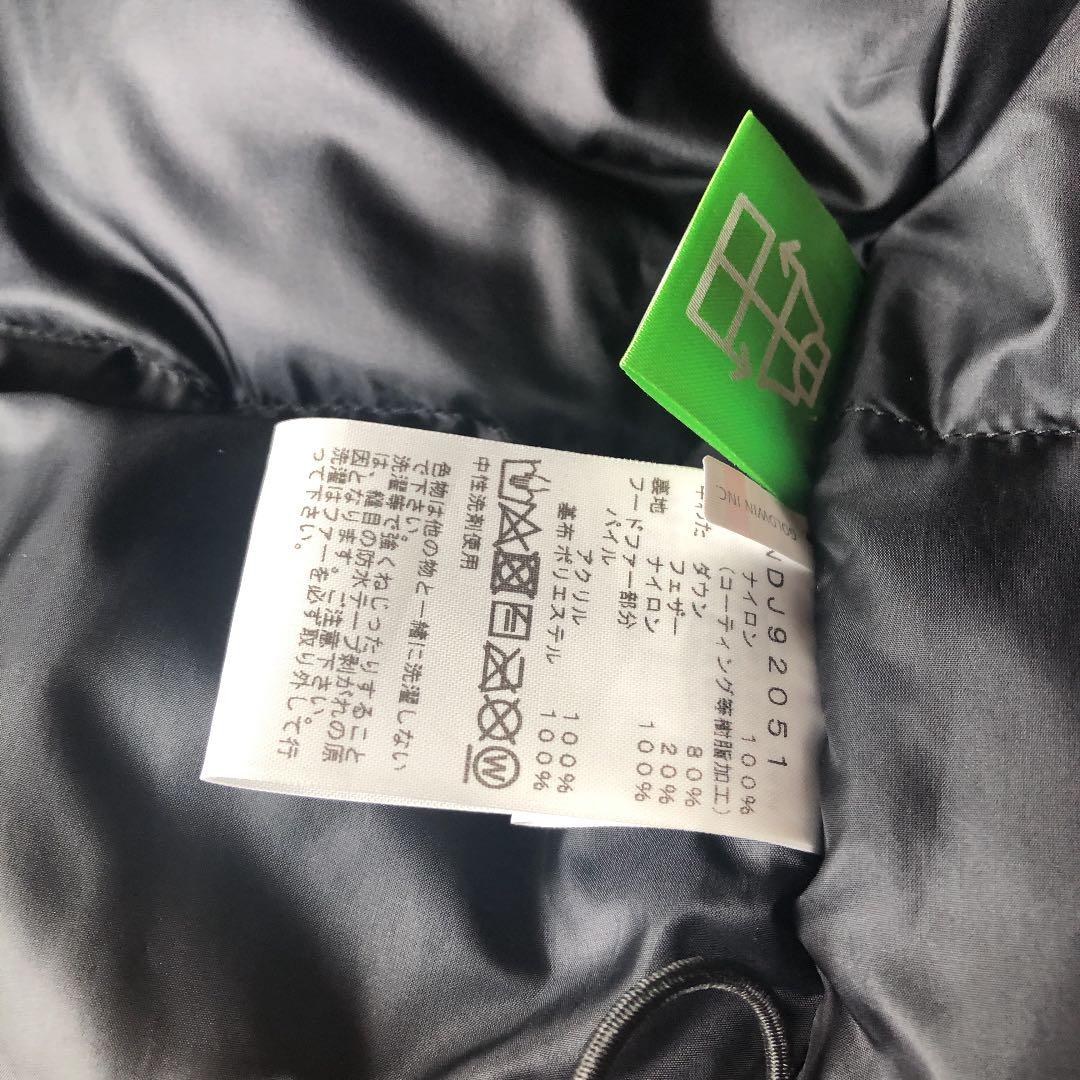 GOLDWIN INC.
NDJ92051
ナイロン 100%
(コーティング等樹脂加工)
中わた ダウン 80%
フェザー 20%
裏地 ナイロン 100%
フードファー部分
パイル
アクリル 100%
基布 ポリエステル 100%
W
中性洗剤使用
色物は他の物と一緒に洗濯しない
で下さい。
洗濯等で強くねじったりすること
は、縫目の防水テープ剥がれの原
因となります。ご注意下さい。
洗濯はファーを必ず取り外して行
って下さい。